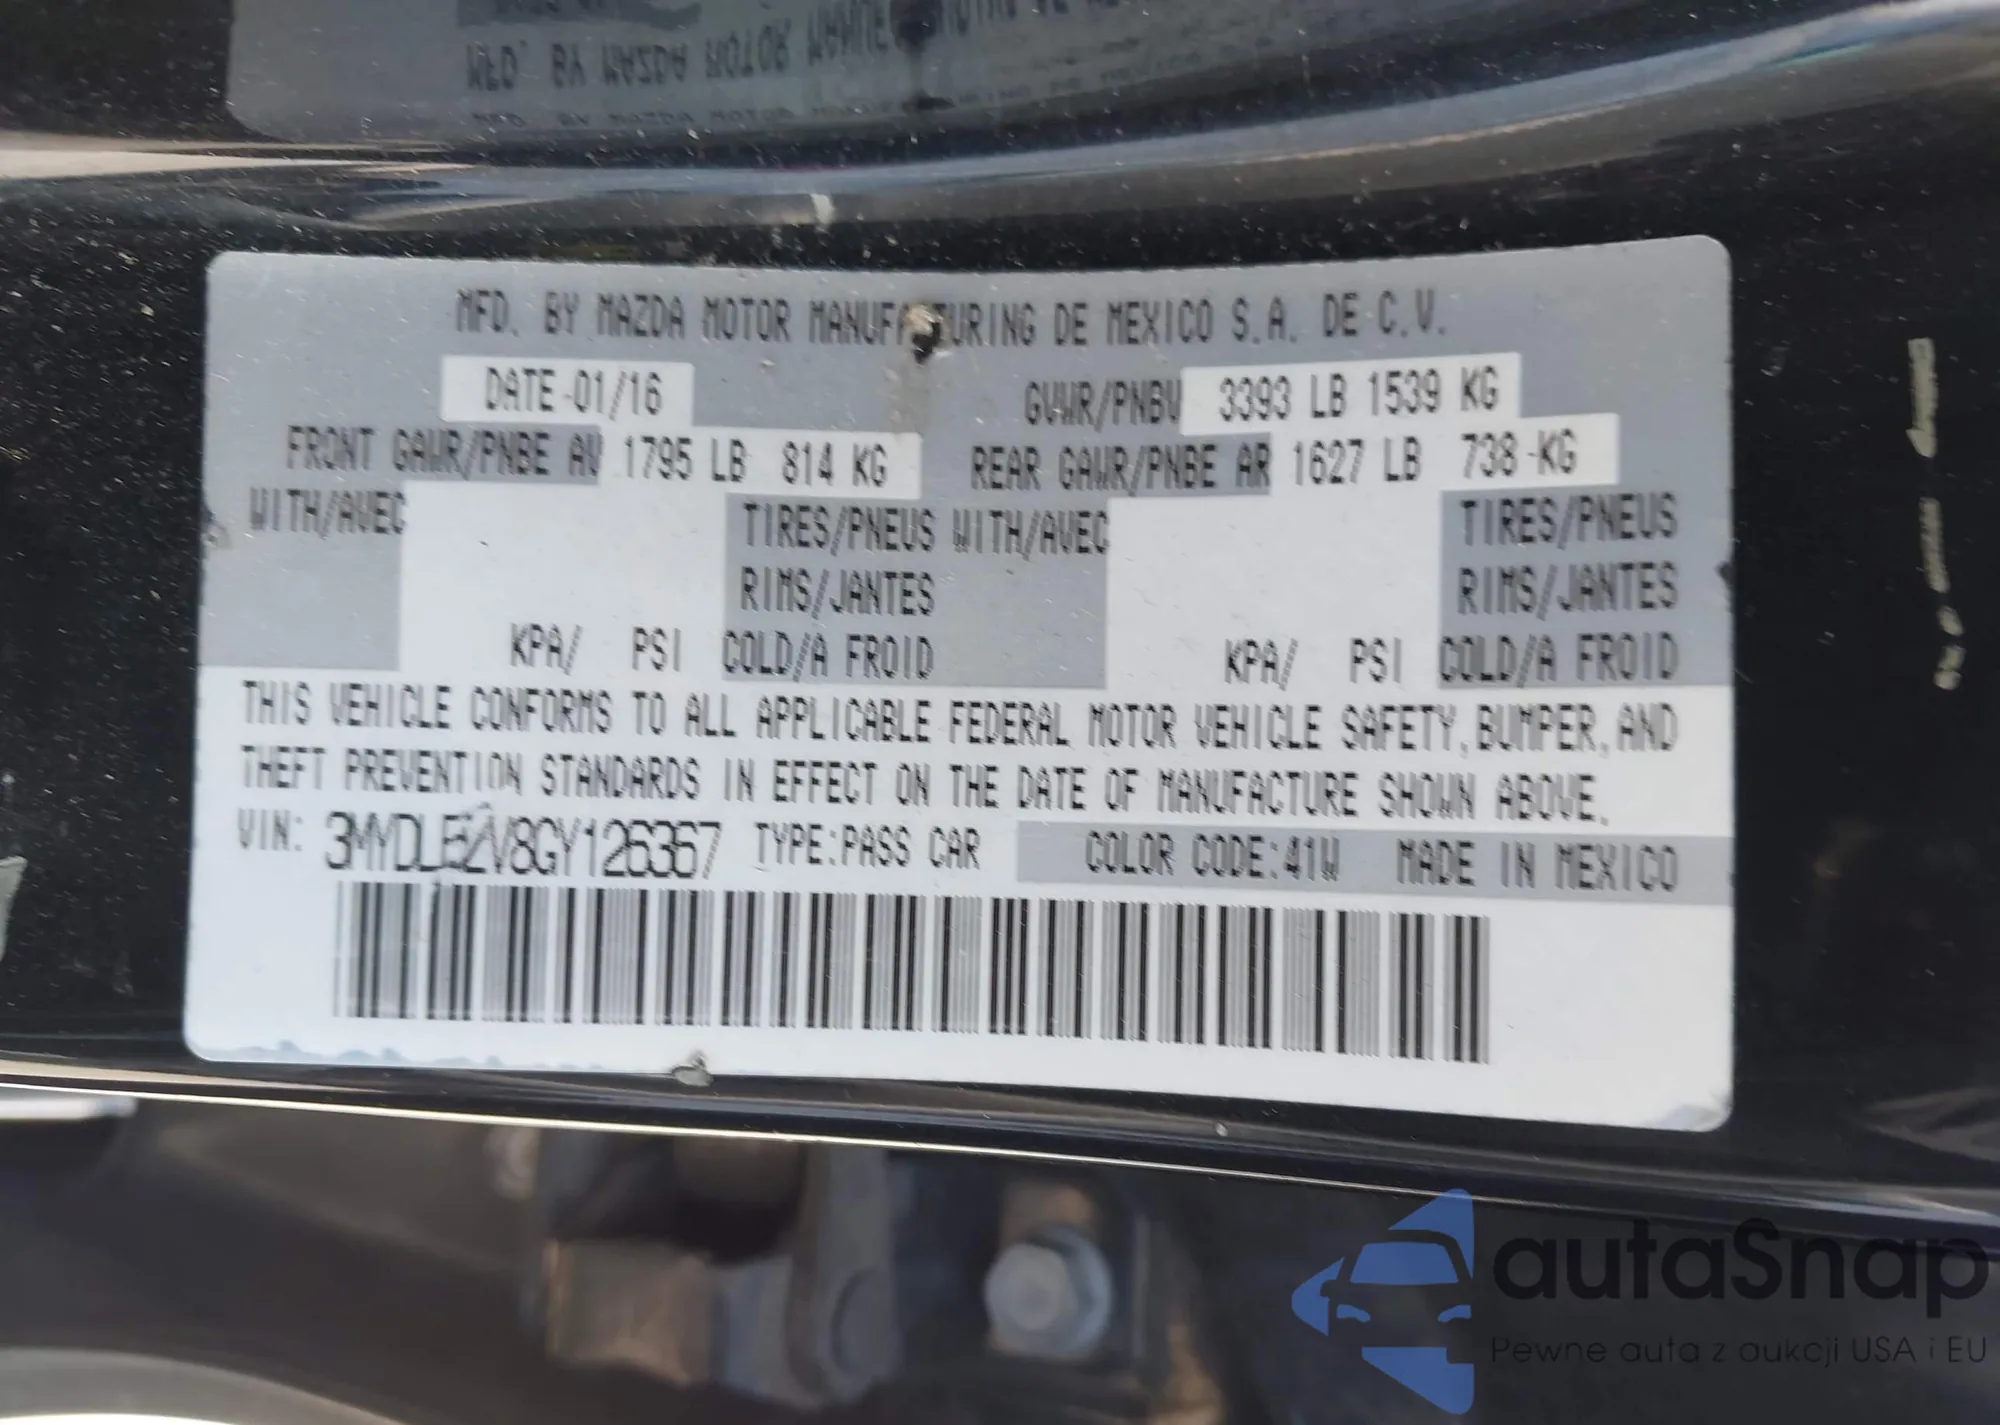 MFD. BY MAZDA MOTOR MANUFACTURING DE MEXICO S.A. DE C.V.
DATE 01/16 GVWR/PNBV 3393 LB 1539 KG
FRONT GAWR/PNBE AV 1795 LB 814 KG REAR GAWR/PNBE AR 1627 LB 738 KG
WITH/AVEC TIRES/PNEUS WITH/AVEC TIRES/PNEUS
RIMS/JANTES RIMS/JANTES
KPA/ PSI COLD/A FROID KPA/ PSI COLD/A FROID
THIS VEHICLE CONFORMS TO ALL APPLICABLE FEDERAL MOTOR VEHICLE SAFETY, BUMPER, AND
THEFT PREVENTION STANDARDS IN EFFECT ON THE DATE OF MANUFACTURE SHOWN ABOVE.
VIN: 3MYDLBZV8GY126367 TYPE:PASS CAR COLOR CODE:41W MADE IN MEXICO
autaSnap
Pewne auta z aukcji USA i EU